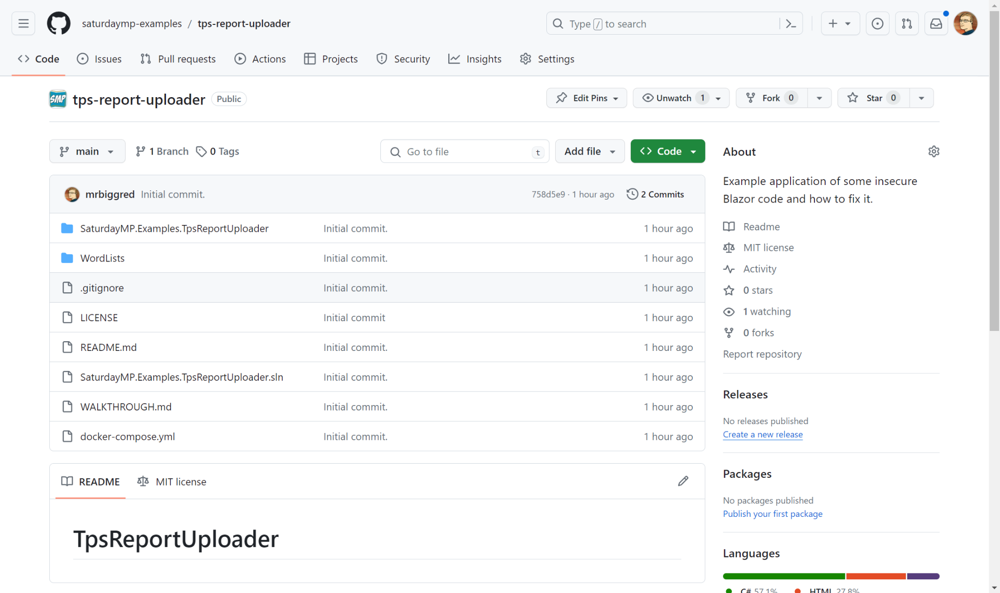 saturdaymp-examples / tps-report-uploader
Type / to search
Code Issues Pull requests Actions Projects Security Insights Settings
SMP tps-report-uploader Public
Edit Pins Unwatch 1 Fork 0 Star 0
main 1 Branch 0 Tags Go to file t Add file Code
mrbiggred Initial commit. 758d5e9 · 1 hour ago 2 Commits
SaturdayMP.Examples.TpsReportUploader Initial commit. 1 hour ago
WordLists Initial commit. 1 hour ago
.gitignore Initial commit. 1 hour ago
LICENSE Initial commit 1 hour ago
README.md Initial commit. 1 hour ago
SaturdayMP.Examples.TpsReportUploader.sln Initial commit. 1 hour ago
WALKTHROUGH.md Initial commit. 1 hour ago
docker-compose.yml Initial commit. 1 hour ago
README MIT license
TpsReportUploader
About
Example application of some insecure
Blazor code and how to fix it.
Readme
MIT license
Activity
0 stars
1 watching
0 forks
Report repository
Releases
No releases published
Create a new release
Packages
No packages published
Publish your first package
Languages
C# 57.1% HTML 27.8%